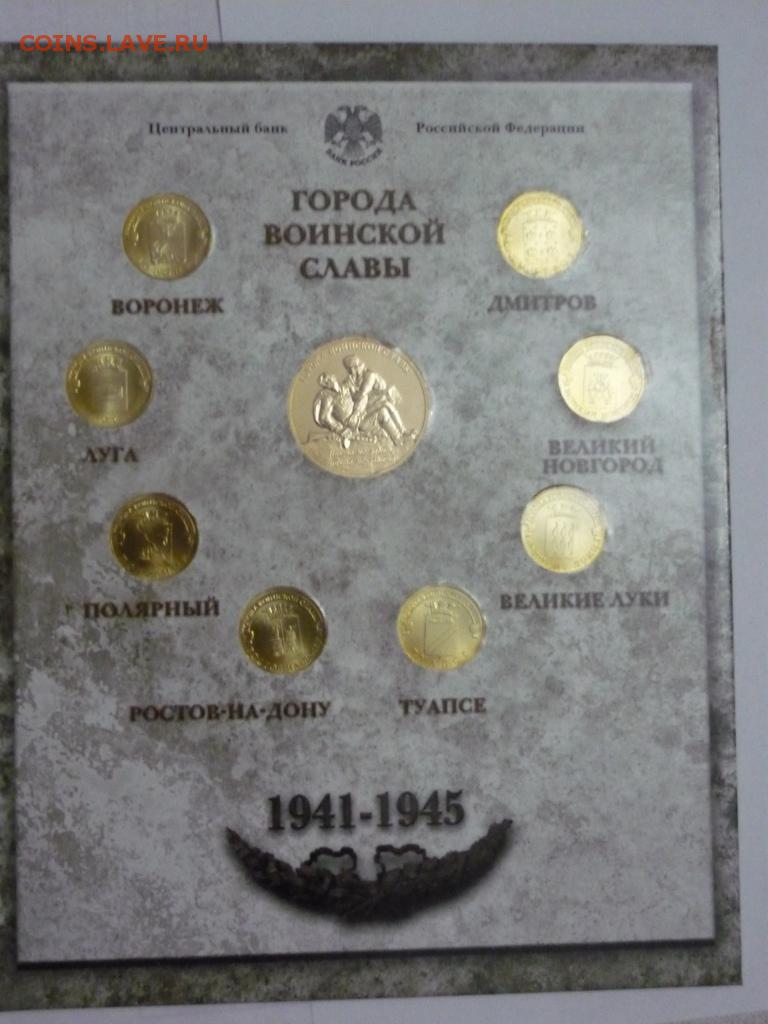 COINS.LAVE.RU
Центральный банк
Российской Федерации
БАНК РОССИИ
ГОРОДА
ВОИНСКОЙ
СЛАВЫ
ВОРОНЕЖ
ДМИТРОВ
ЛУГА
ВЕЛИКИЙ
НОВГОРОД
ПОЛЯРНЫЙ
ВЕЛИКИЕ ЛУКИ
РОСТОВ-НА-ДОНУ
ТУАПСЕ
1941-1945